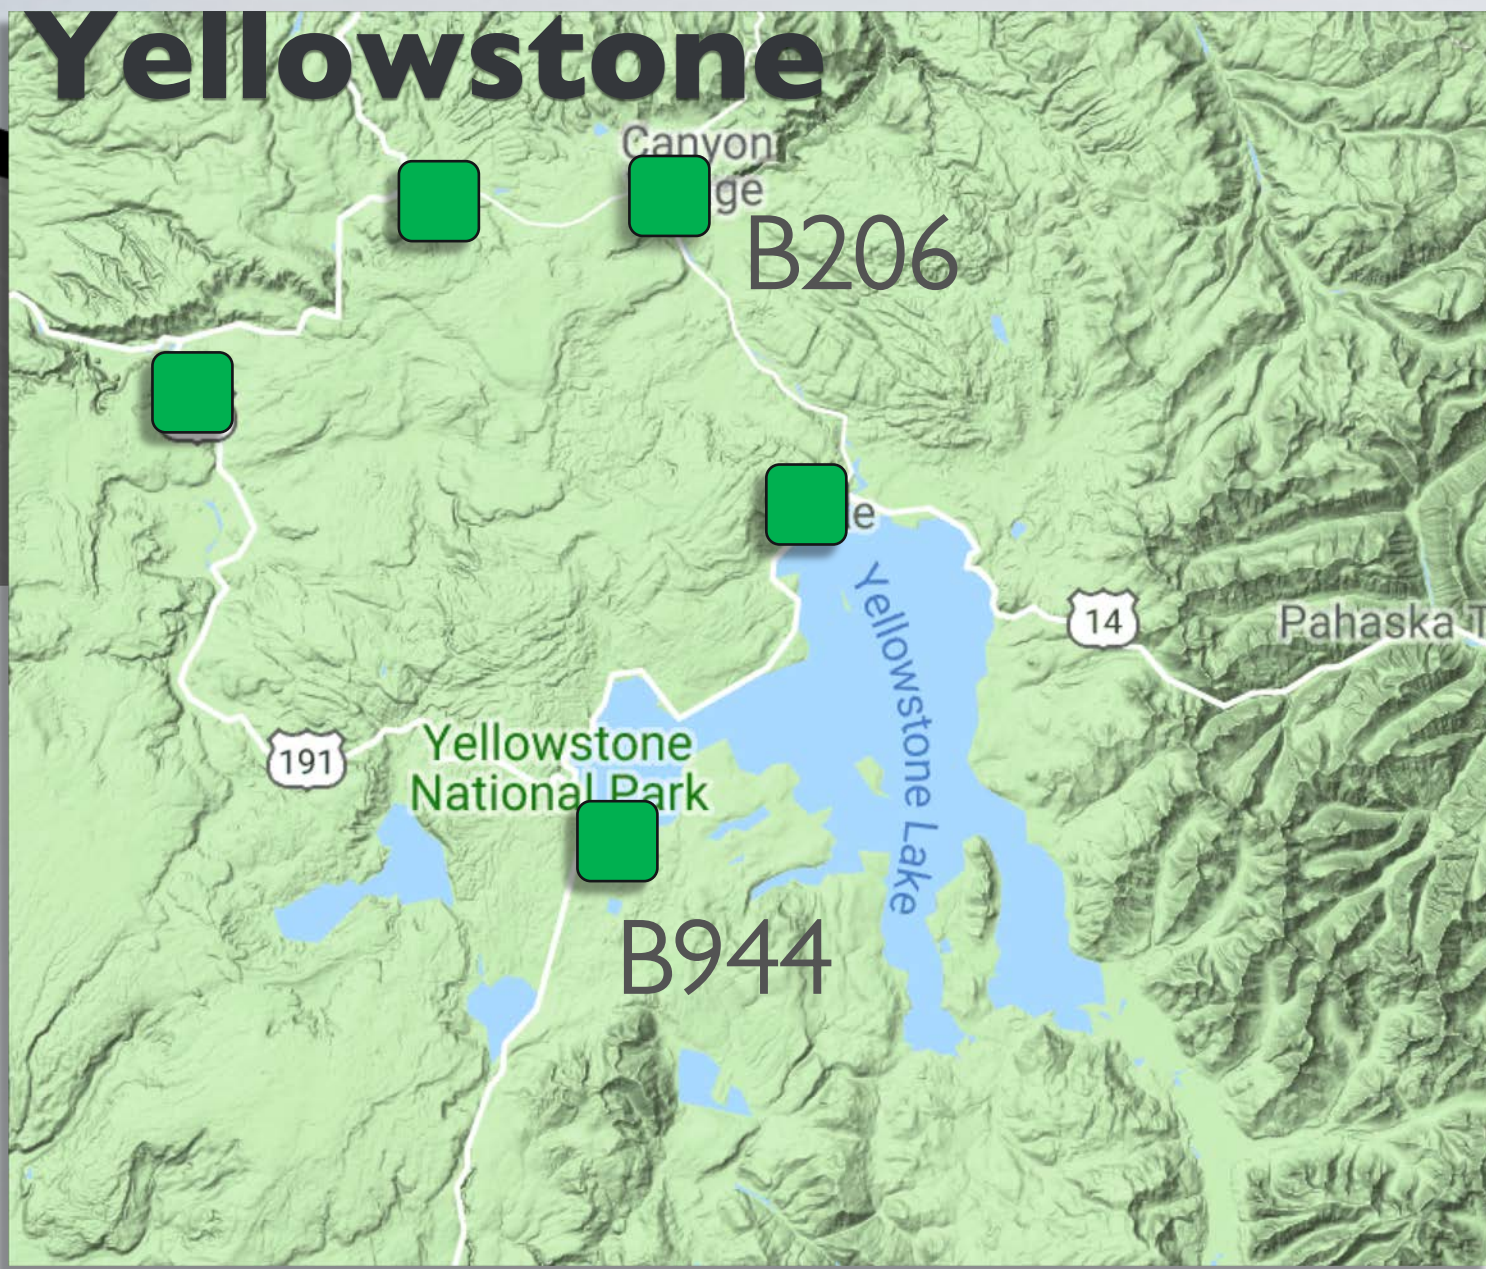 Yellowstone
Canyon
ge
B206
e
Yellowstone Lake
14
Pahaska T
191
Yellowstone
National Park
B944